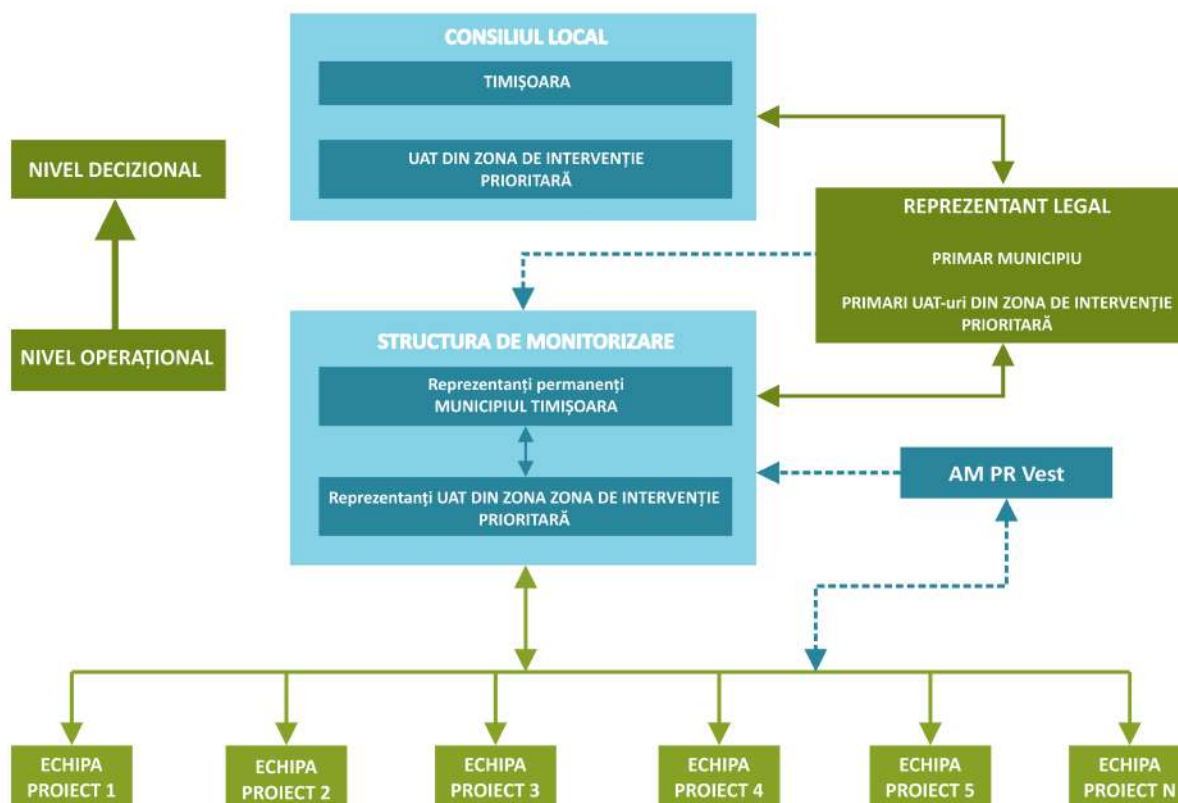 CONSILIUL LOCAL
TIMIȘOARA
UAT DIN ZONA DE INTERVENȚIE
PRIORITARĂ
NIVEL DECIZIONAL
NIVEL OPERAȚIONAL
REPREZENTANT LEGAL
PRIMAR MUNICIPIU
PRIMARI UAT-uri DIN ZONA DE INTERVENȚIE
PRIORITARĂ
STRUCTURA DE MONITORIZARE
Reprezentanți permanenți
MUNICIPIUL TIMIȘOARA
Reprezentanți UAT DIN ZONA ZONA DE INTERVENȚIE
PRIORITARĂ
AM PR Vest
ECHIPA
PROIECT 1
ECHIPA
PROIECT 2
ECHIPA
PROIECT 3
ECHIPA
PROIECT 4
ECHIPA
PROIECT 5
ECHIPA
PROIECT N